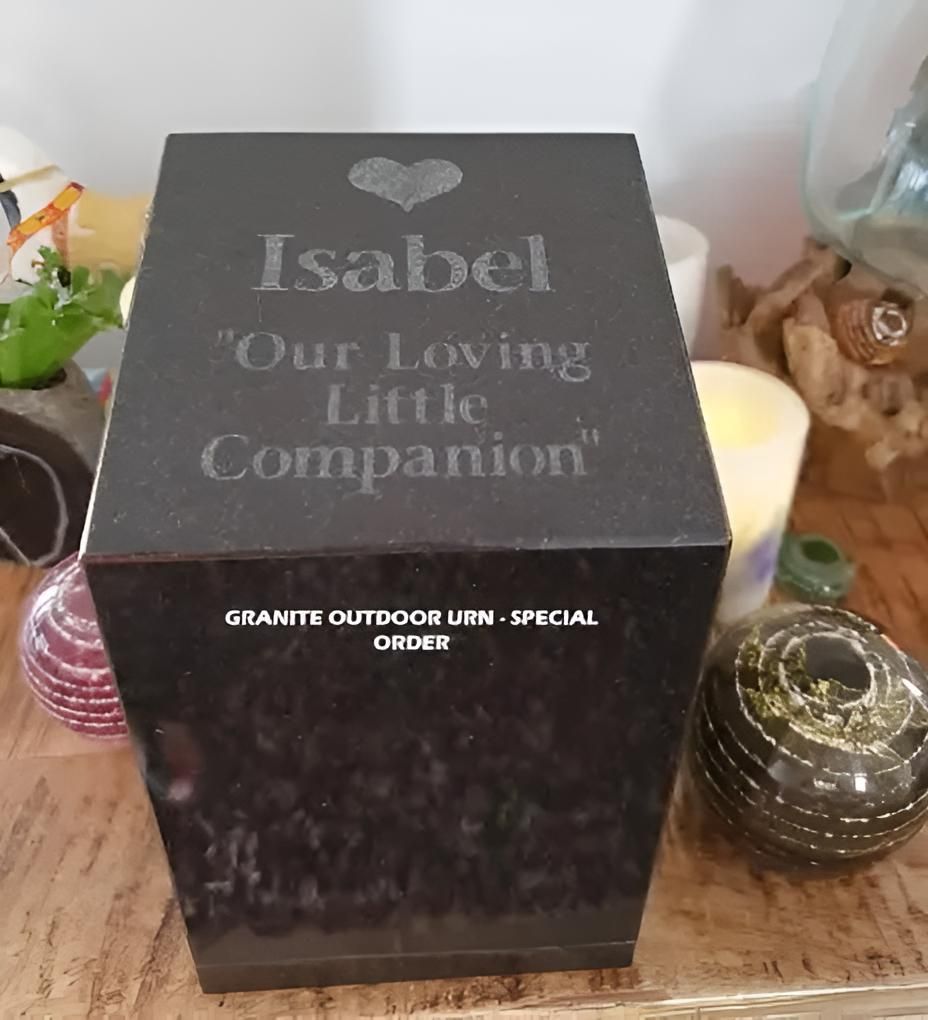 Isabel
"Our Loving
Little
Companion"
GRANITE OUTDOOR URN - SPECIAL
ORDER